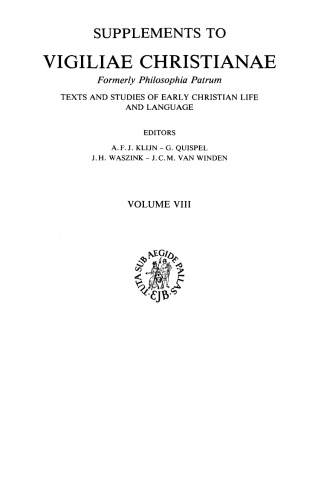 SUPPLEMENTS TO
VIGILIAE CHRISTIANAE
Formerly Philosophia Patrum
TEXTS AND STUDIES OF EARLY CHRISTIAN LIFE
AND LANGUAGE
EDITORS
A.F.J. KLIJN – G. QUISPEL
J.H. WASZINK – J.C.M. VAN WINDEN
VOLUME VIII
TUTA SUB AEGIDE PALLAS
·EJB·